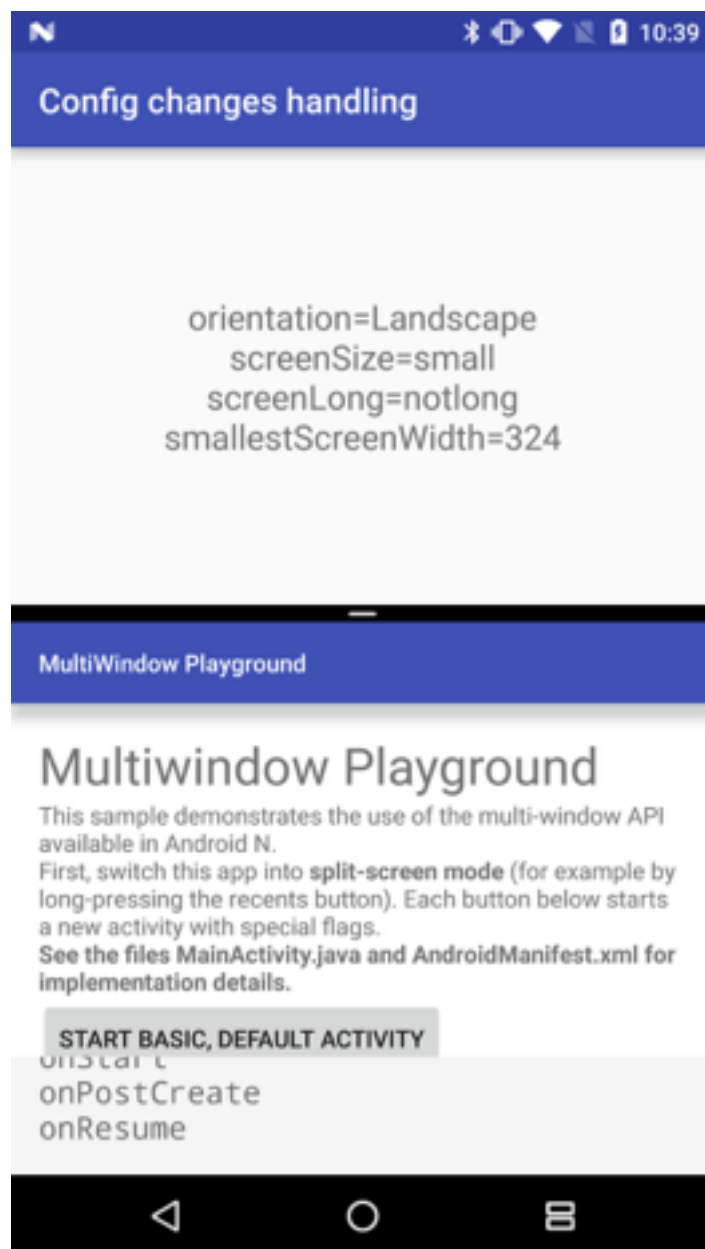 10:39
Config changes handling
orientation=Landscape
screenSize=small
screenLong=notlong
smallestScreenWidth=324
MultiWindow Playground
Multiwindow Playground
This sample demonstrates the use of the multi-window API
available in Android N.
First, switch this app into split-screen mode (for example by
long-pressing the recents button). Each button below starts
a new activity with special flags.
See the files MainActivity.java and AndroidManifest.xml for
implementation details.
START BASIC, DEFAULT ACTIVITY
onStart
onPostCreate
onResume